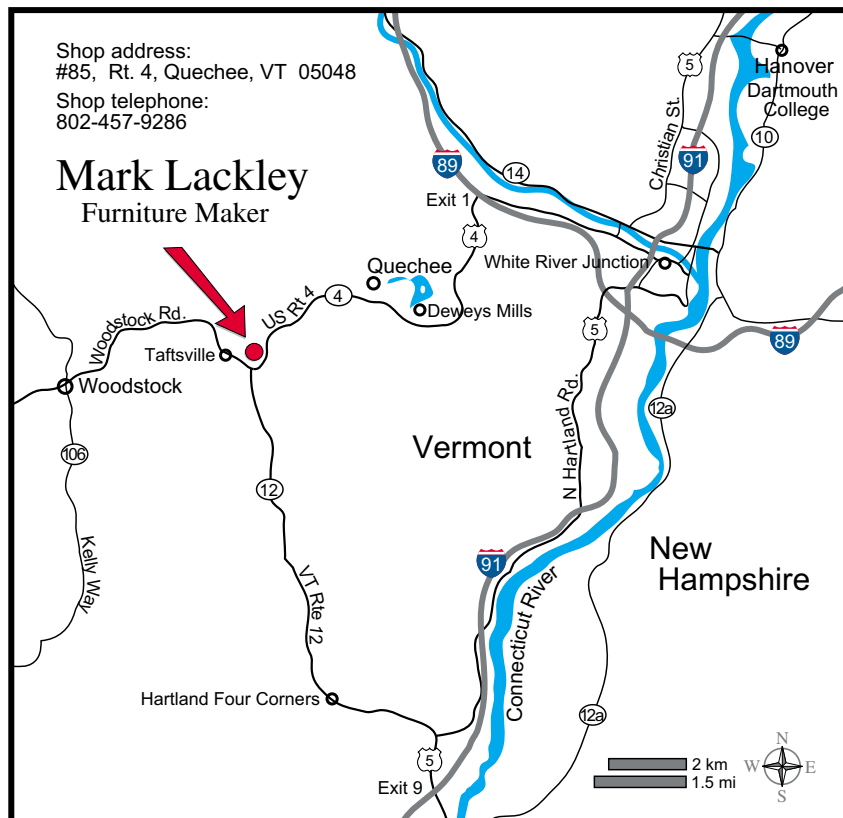 Shop address:
#85, Rt. 4, Quechee, VT 05048
Shop telephone:
802-457-9286
Mark Lackley
Furniture Maker
5
Hanover
Dartmouth
College
Christian St.
10
91
89
14
Exit 1
4
White River Junction
Quechee
4
US Rt 4
Deweys Mills
5
89
Woodstock Rd.
Taftsville
Woodstock
12a
N Hartland Rd.
Vermont
106
12
Kelly Way
VT Rte 12
91
New
Hampshire
Connecticut River
Hartland Four Corners
12a
5
Exit 9
2 km
1.5 mi
N
W
E
S